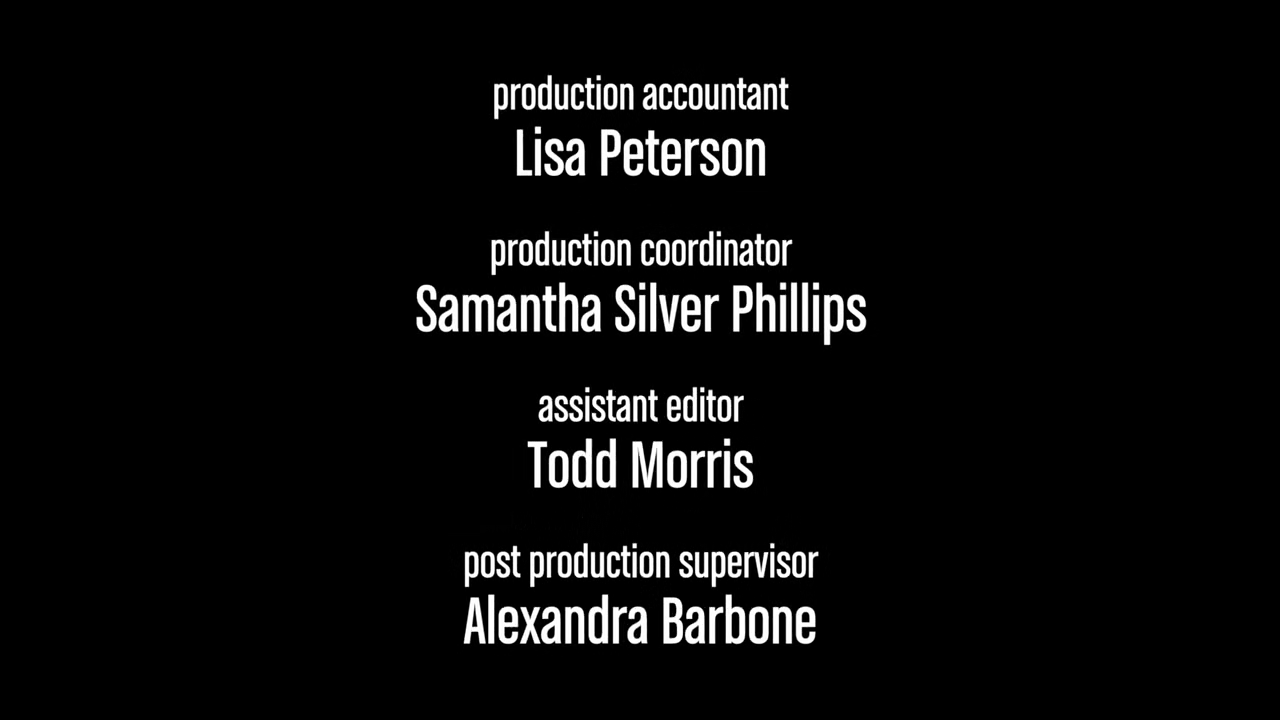 production accountant
Lisa Peterson
production coordinator
Samantha Silver Phillips
assistant editor
Todd Morris
post production supervisor
Alexandra Barbone